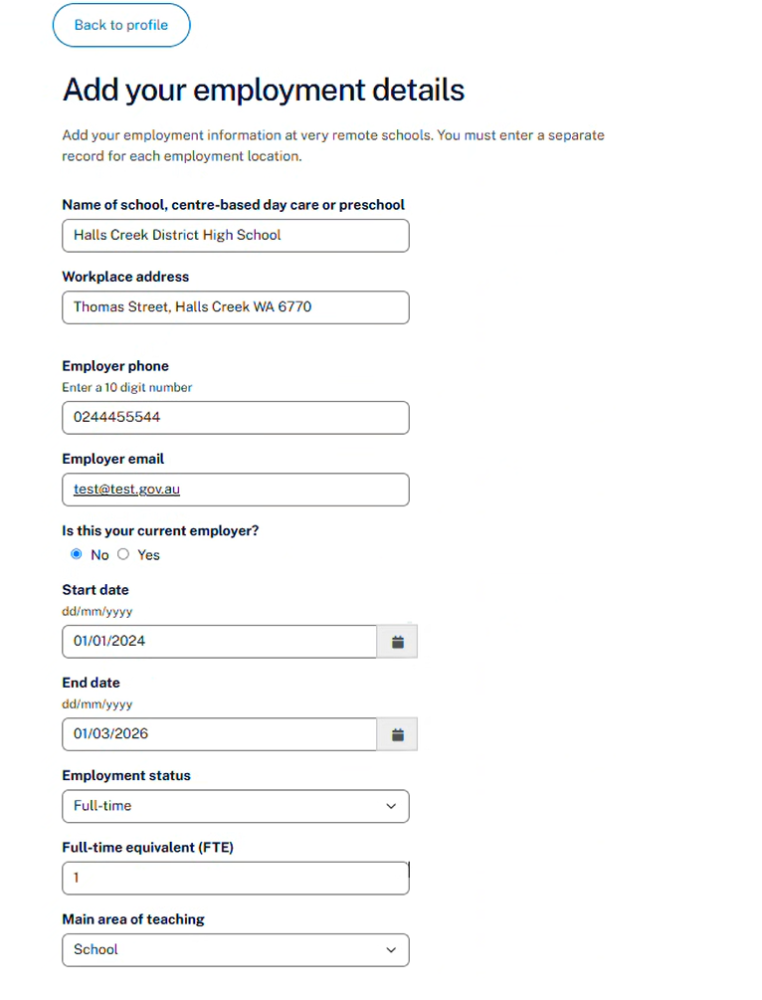 Back to profile
Add your employment details
Add your employment information at very remote schools. You must enter a separate
record for each employment location.
Name of school, centre-based day care or preschool
Halls Creek District High School
Workplace address
Thomas Street, Halls Creek WA 6770
Employer phone
Enter a 10 digit number
0244455544
Employer email
test@test.gov.au
Is this your current employer?
No Yes
Start date
dd/mm/yyyy
01/01/2024
End date
dd/mm/yyyy
01/03/2026
Employment status
Full-time
Full-time equivalent (FTE)
1
Main area of teaching
School